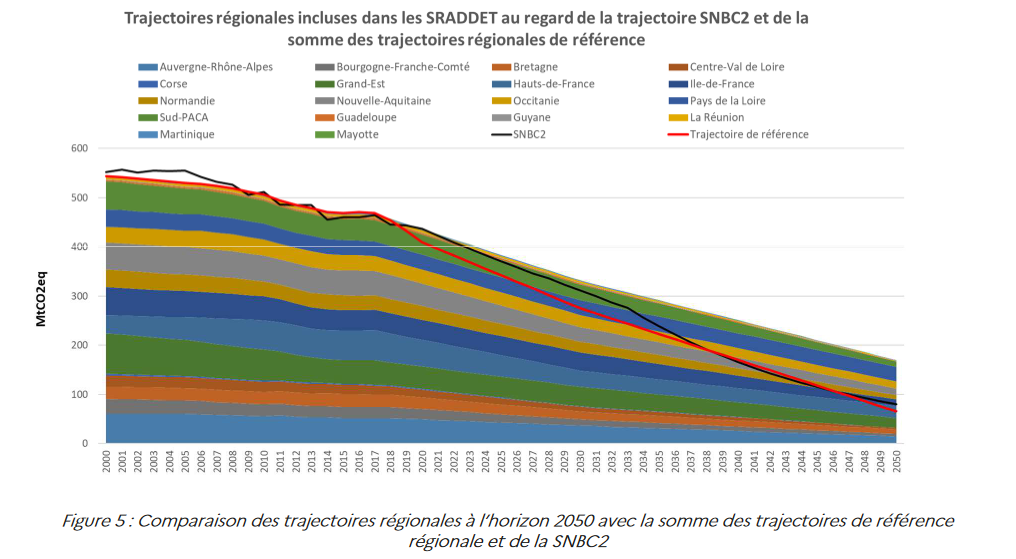 Trajectoires régionales incluses dans les SRADDET au regard de la trajectoire SNBC2 et de la
somme des trajectoires régionales de référence
Auvergne-Rhône-Alpes Bourgogne-Franche-Comté Bretagne Centre-Val de Loire
Corse Grand-Est Hauts-de-France Ile-de-France
Normandie Nouvelle-Aquitaine Occitanie Pays de la Loire
Sud-PACA Guadeloupe Guyane La Réunion
Martinique Mayotte SNBC2 Trajectoire de référence
MtCO2eq
600
500
400
300
200
100
0
2000 2001 2002 2003 2004 2005 2006 2007 2008 2009 2010 2011 2012 2013 2014 2015 2016 2017 2018 2019 2020 2021 2022 2023 2024 2025 2026 2027 2028 2029 2030 2031 2032 2033 2034 2035 2036 2037 2038 2039 2040 2041 2042 2043 2044 2045 2046 2047 2048 2049 2050
Figure 5 : Comparaison des trajectoires régionales à l'horizon 2050 avec la somme des trajectoires de référence
régionale et de la SNBC2